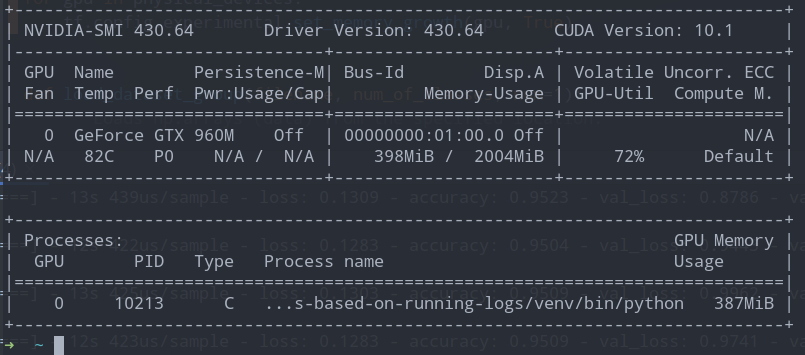 for gpu in physical_devices:
NVIDIA-SMI 430.64 Driver Version: 430.64 CUDA Version: 10.1
GPU Name Persistence-M| Bus-Id Disp.A | Volatile Uncorr. ECC
Fan Temp Perf Pwr:Usage/Cap| Memory-Usage | GPU-Util Compute M.
0 GeForce GTX 960M Off | 00000000:01:00.0 Off | N/A
N/A 82C P0 N/A / N/A | 398MiB / 2004MiB | 72% Default
===] - 13s 439us/sample - loss: 0.1309 - accuracy: 0.9523 - val_loss: 0.8786 - va
Processes: GPU Memory
GPU PID Type Process name Usage
0 10213 C ...s-based-on-running-logs/venv/bin/python 387MiB
===] - 12s 423us/sample - loss: 0.1283 - accuracy: 0.9509 - val_loss: 0.9741 - va
➜ ~